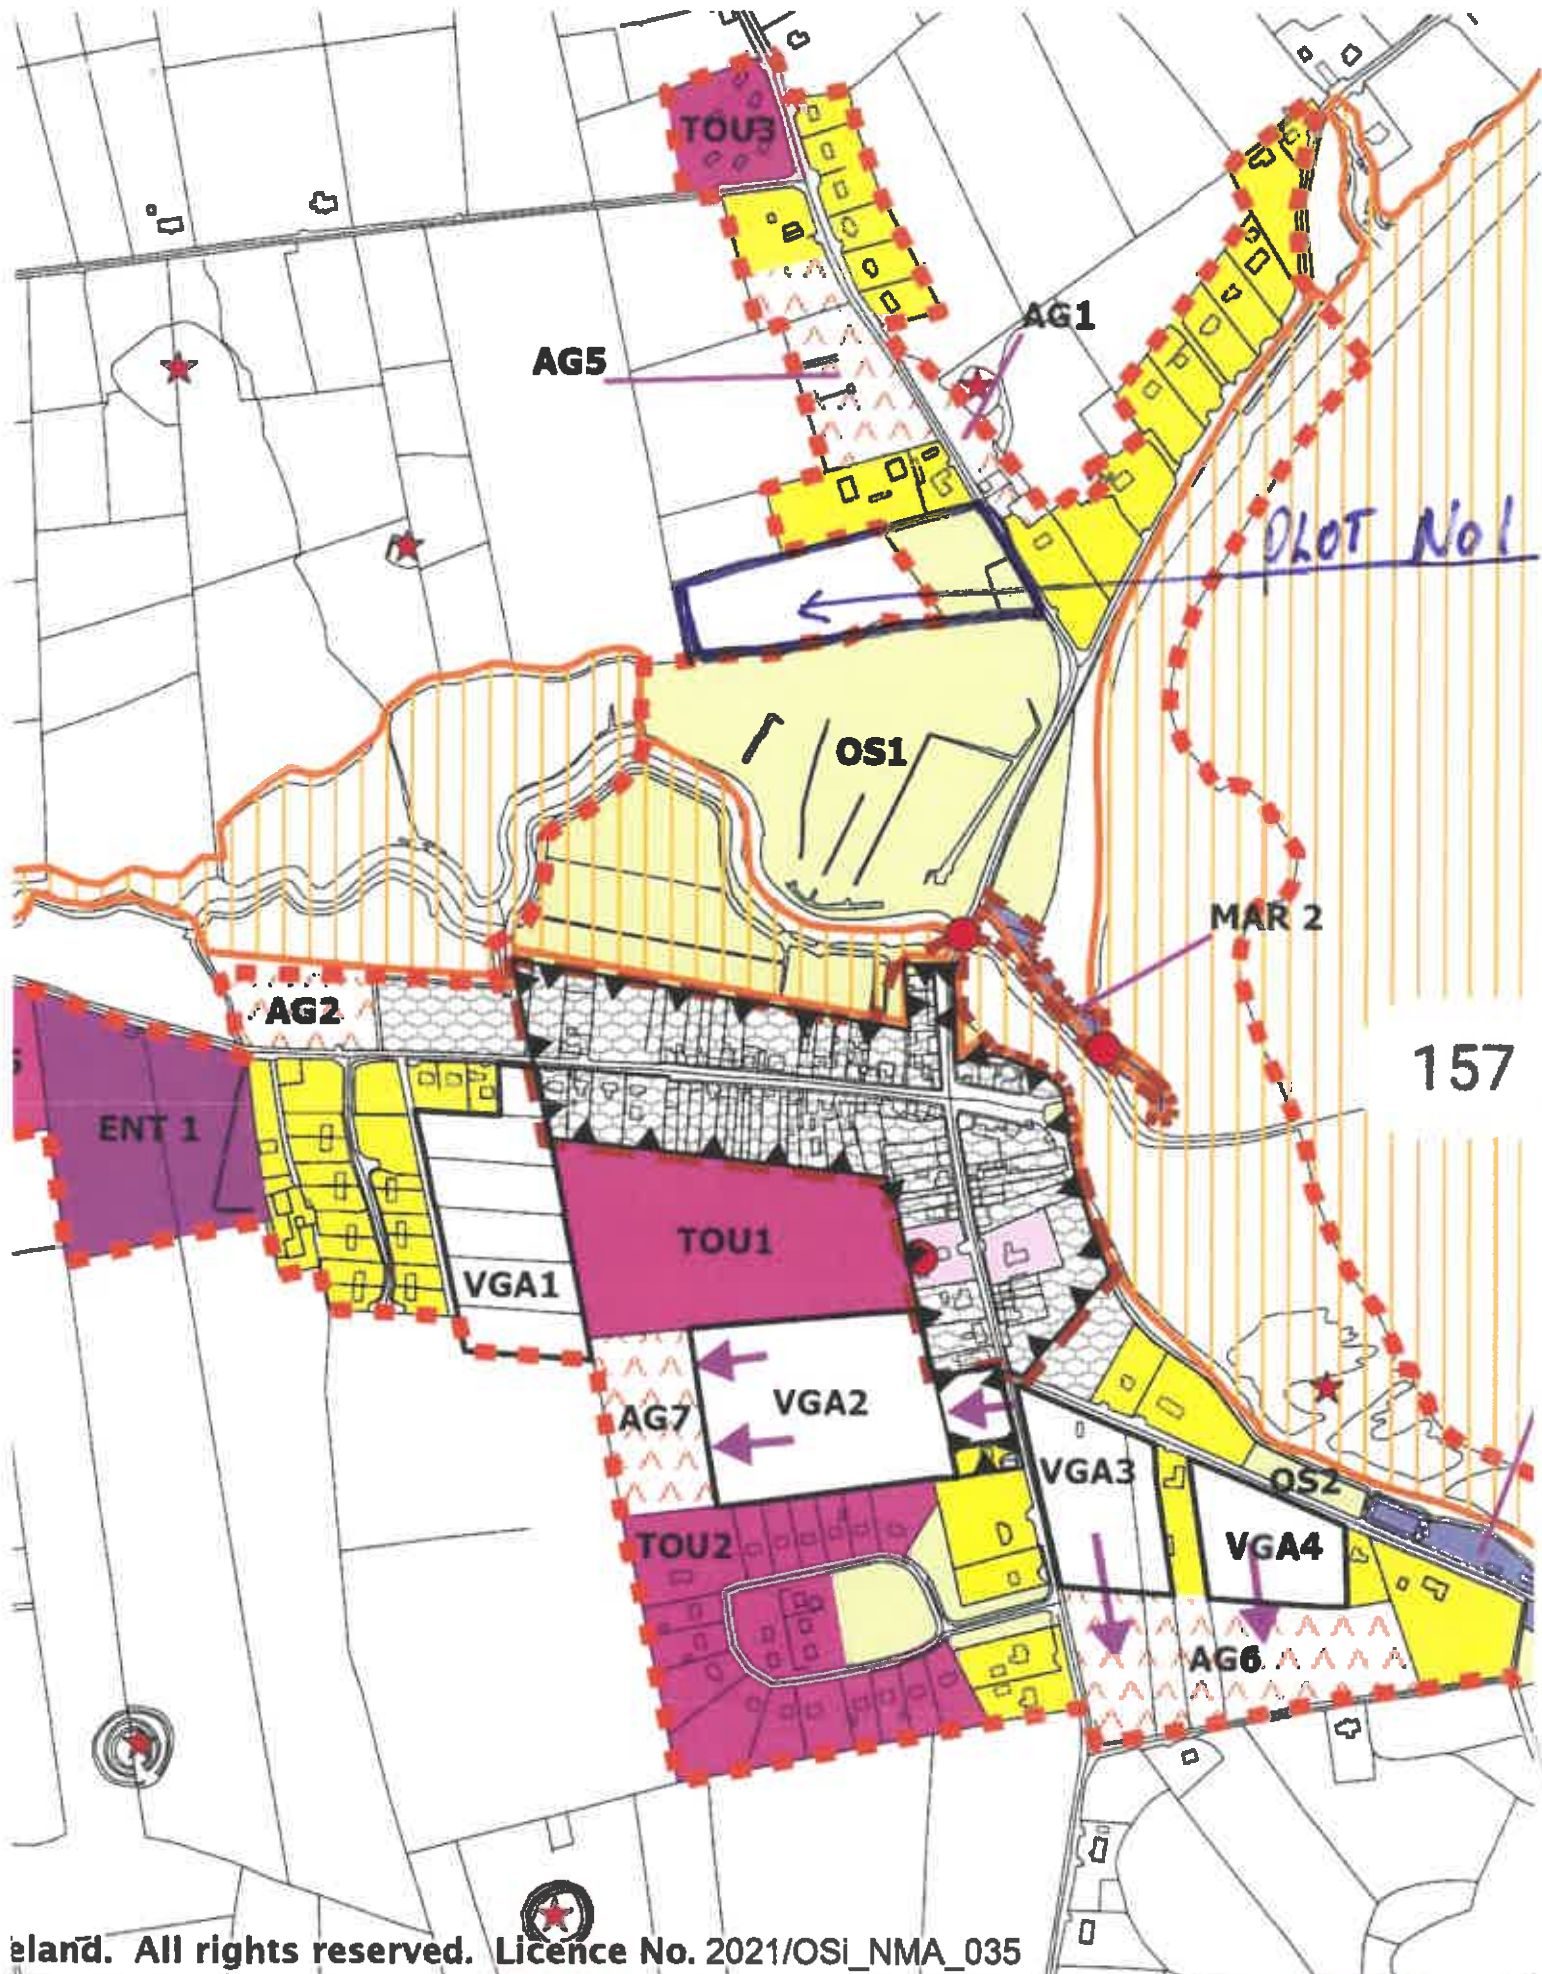 TOU3
AG1
AG5
PLOT No1
OS1
MAR 2
AG2
157
ENT 1
TOU1
VGA1
VGA2
AG7
VGA3
OS2
TOU2
VGA4
AG6
eland. All rights reserved. Licence No. 2021/OSi_NMA_035